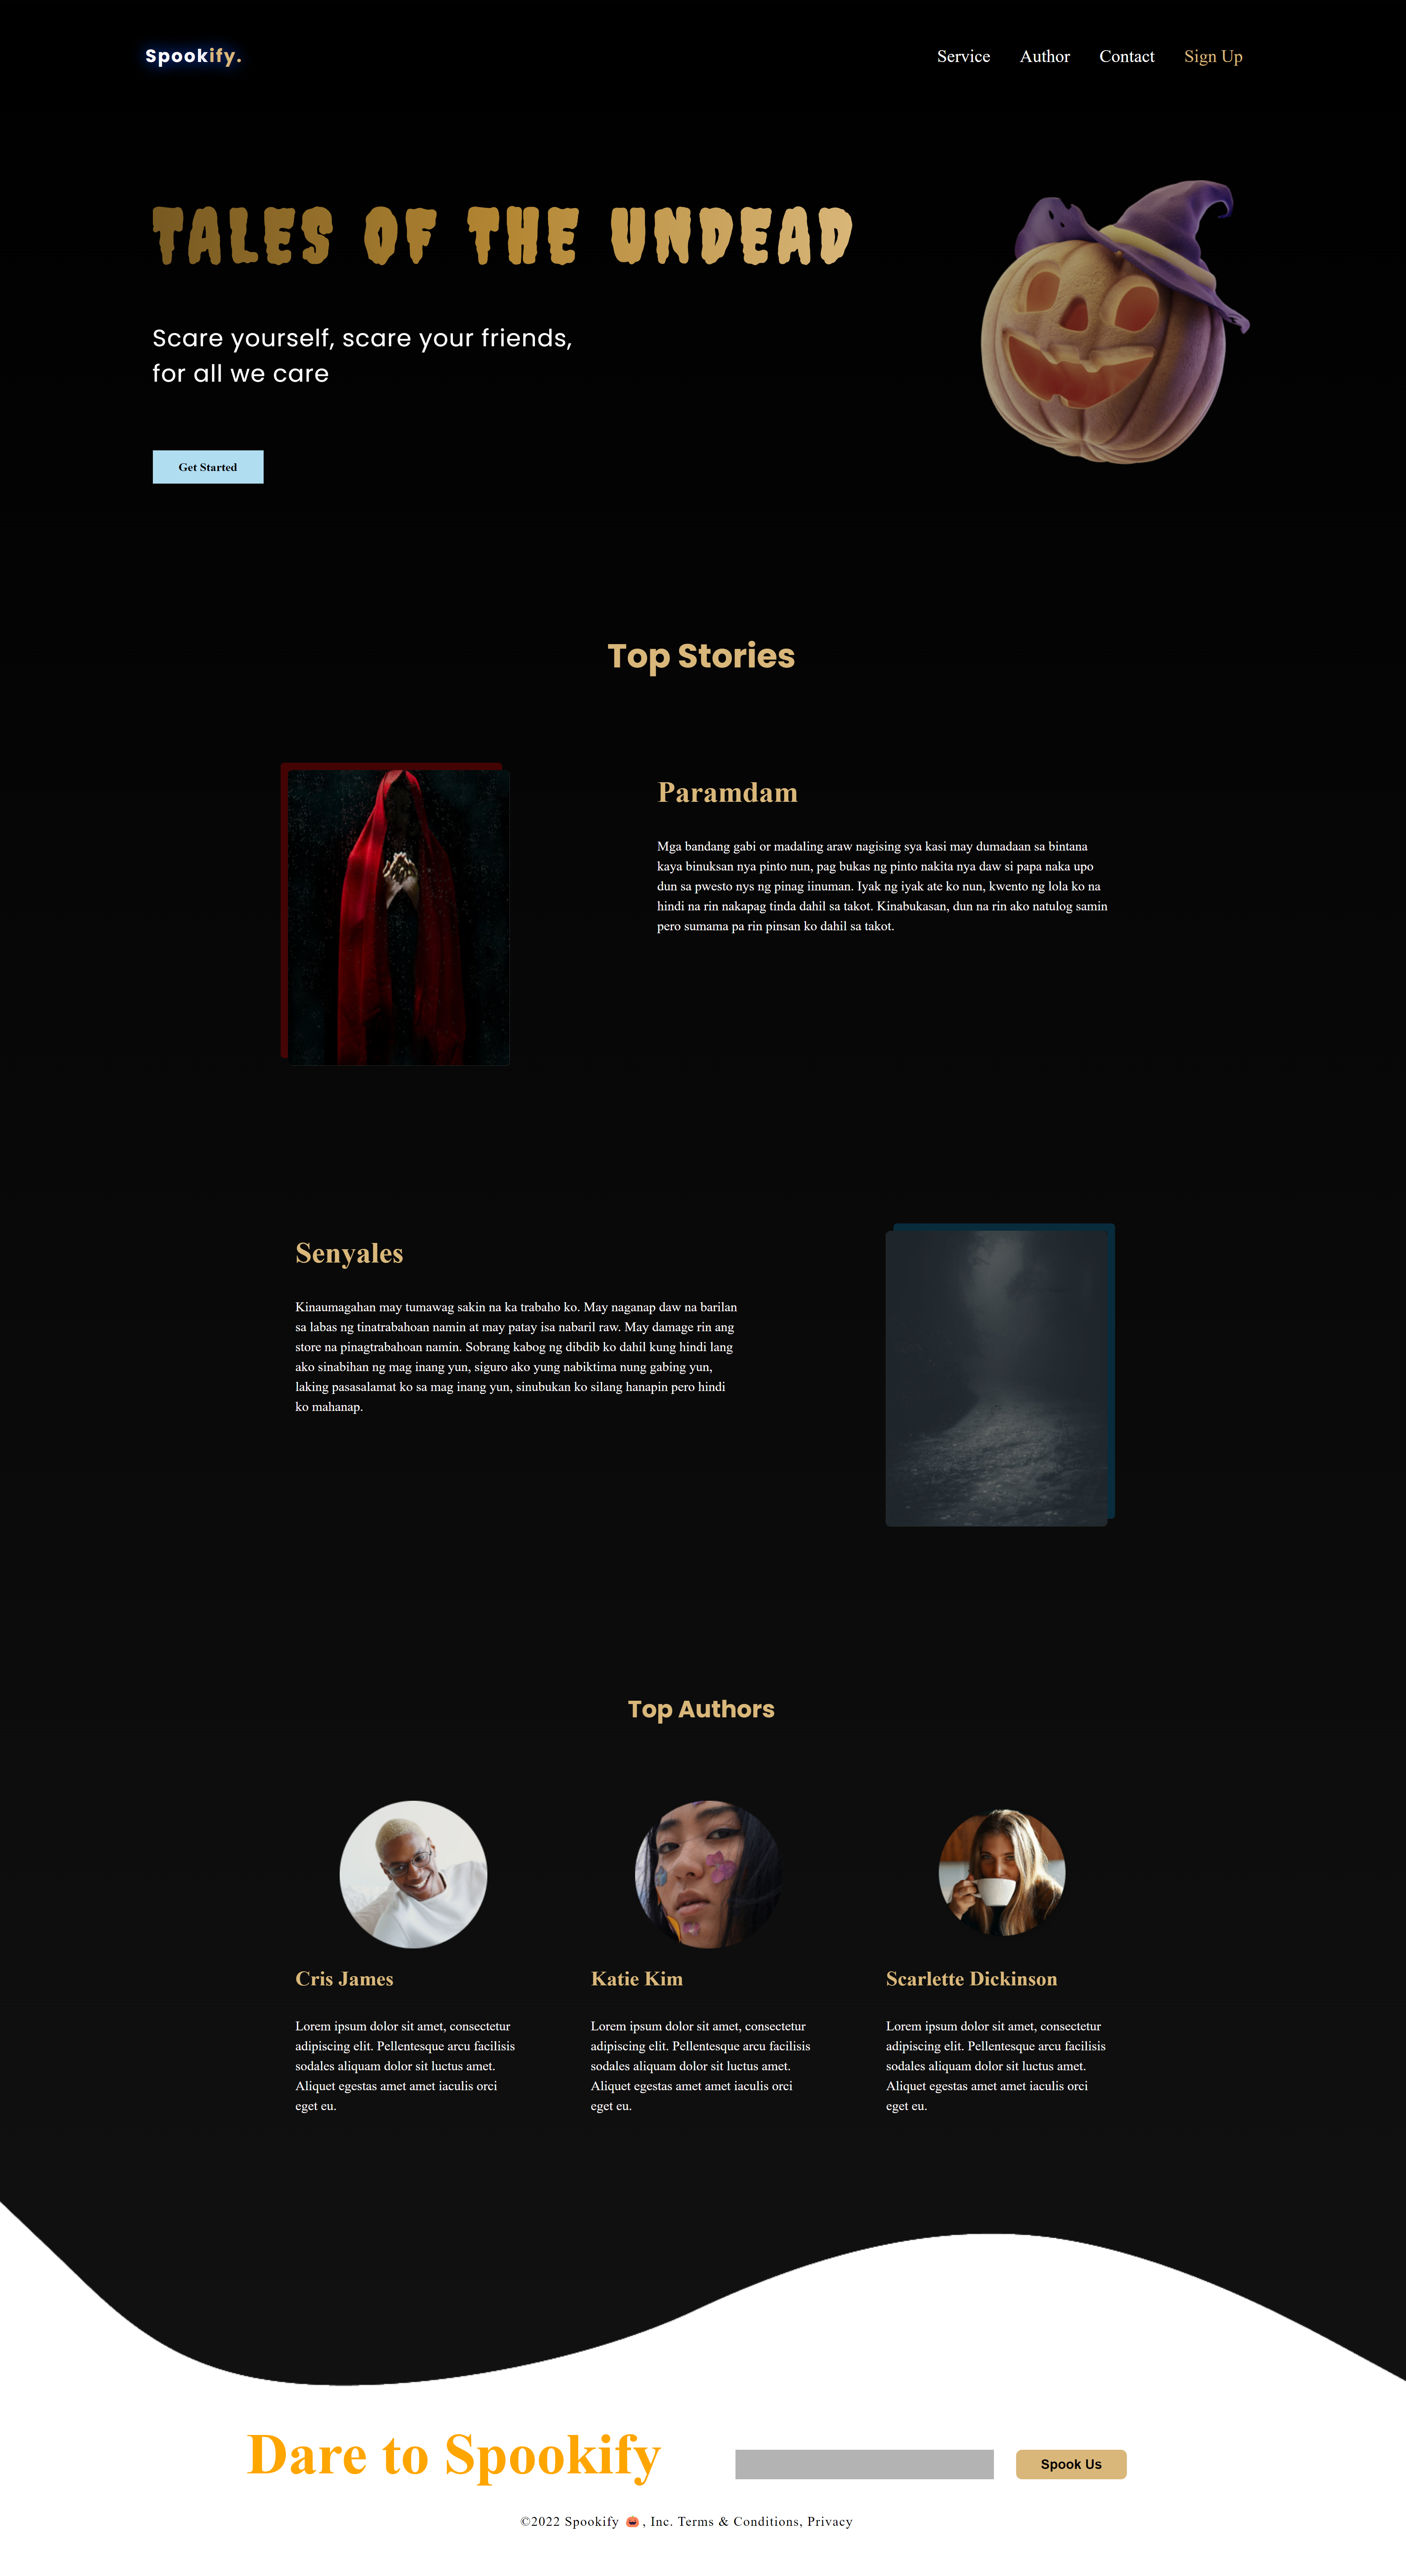 Spookify.
Service Author Contact Sign Up
TALES OF THE UNDEAD
Scare yourself, scare your friends,
for all we care
Get Started
Top Stories
Paramdam
Mga bandang gabi or madaling araw nagising sya kasi may dumadaan sa bintana
kaya binuksan nya pinto nun, pag bukas ng pinto nakita nya daw si papa naka upo
dun sa pwesto nys ng pinag iinuman. Iyak ng iyak ate ko nun, kwento ng lola ko na
hindi na rin nakapag tinda dahil sa takot. Kinabukasan, dun na rin ako natulog samin
pero sumama pa rin pinsan ko dahil sa takot.
Senyales
Kinaumagahan may tumawag sakin na ka trabaho ko. May naganap daw na barilan
sa labas ng tinatrabahoan namin at may patay isa nabaril raw. May damage rin ang
store na pinagtrabahoan namin. Sobrang kabog ng dibdib ko dahil kung hindi lang
ako sinabihan ng mag inang yun, siguro ako yung nabiktima nung gabing yun,
laking pasasalamat ko sa mag inang yun, sinubukan ko silang hanapin pero hindi
ko mahanap.
Top Authors
Cris James
Lorem ipsum dolor sit amet, consectetur
adipiscing elit. Pellentesque arcu facilisis
sodales aliquam dolor sit luctus amet.
Aliquet egestas amet amet iaculis orci
eget eu.
Katie Kim
Lorem ipsum dolor sit amet, consectetur
adipiscing elit. Pellentesque arcu facilisis
sodales aliquam dolor sit luctus amet.
Aliquet egestas amet amet iaculis orci
eget eu.
Scarlette Dickinson
Lorem ipsum dolor sit amet, consectetur
adipiscing elit. Pellentesque arcu facilisis
sodales aliquam dolor sit luctus amet.
Aliquet egestas amet amet iaculis orci
eget eu.
Dare to Spookify
Spook Us
©2022 Spookify 🎃, Inc. Terms & Conditions, Privacy